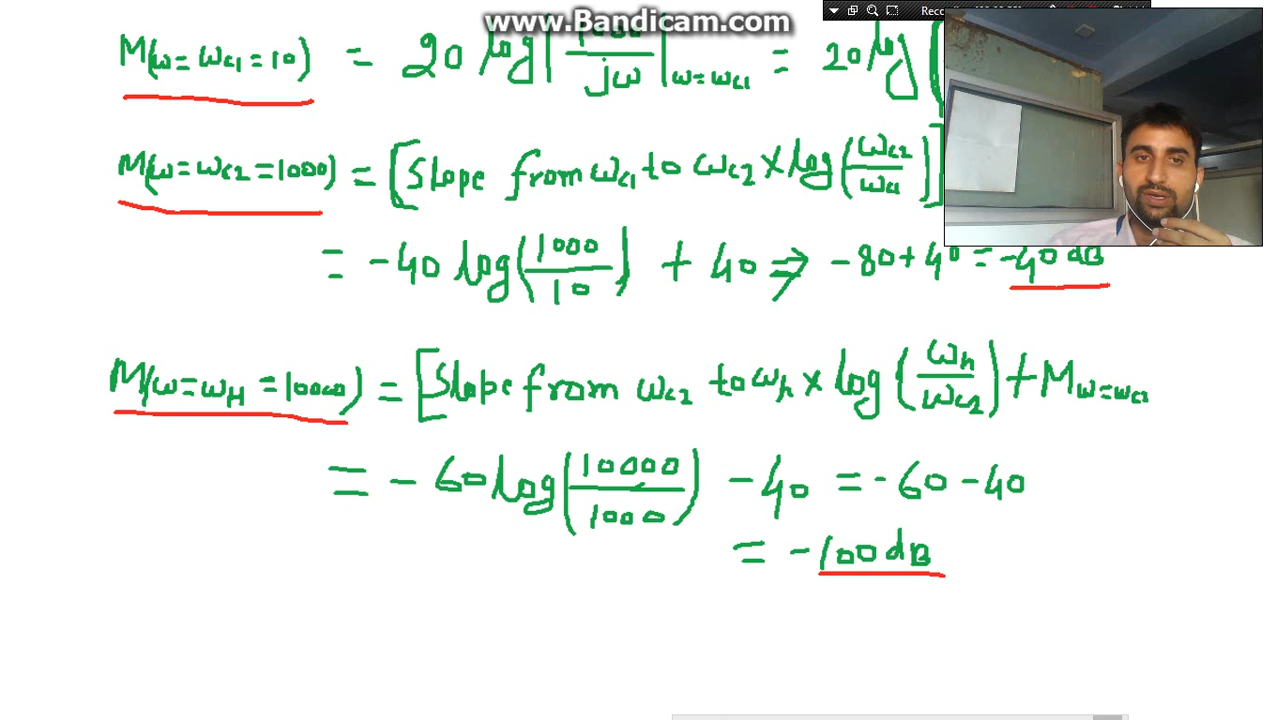 www.Bandicam.com
M(ω=ωc1=10) = 20 log|1000/jω|ω=ωc1 = 20 log(
M(ω=ωc2=1000) = [Slope from ωc1 to ωc2 × log(ωc2/ωc1)]
= -40 log(1000/10) + 40 ⇒ -80+40 = -40 dB
M(ω=ωH=10000) = [Slope from ωc2 to ωh × log(ωh/ωc2) + Mω=ωc2
= -60 log(10000/1000) - 40 = -60 -40
= -100 dB